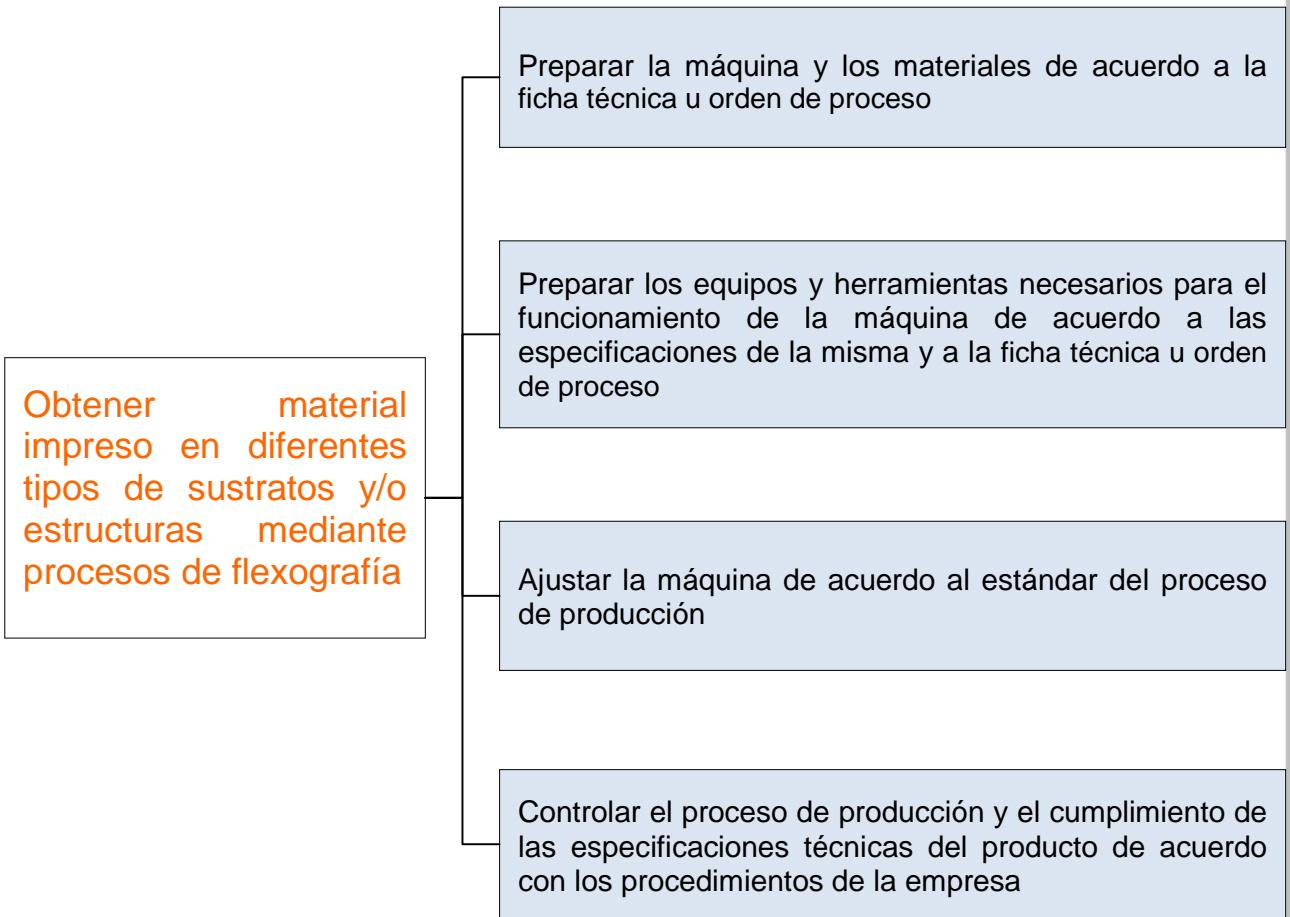 Preparar la máquina y los materiales de acuerdo a la
ficha técnica u orden de proceso
Preparar los equipos y herramientas necesarios para el
funcionamiento de la máquina de acuerdo a las
especificaciones de la misma y a la ficha técnica u orden
de proceso
Obtener material
impreso en diferentes
tipos de sustratos y/o
estructuras mediante
procesos de flexografía
Ajustar la máquina de acuerdo al estándar del proceso
de producción
Controlar el proceso de producción y el cumplimiento de
las especificaciones técnicas del producto de acuerdo
con los procedimientos de la empresa